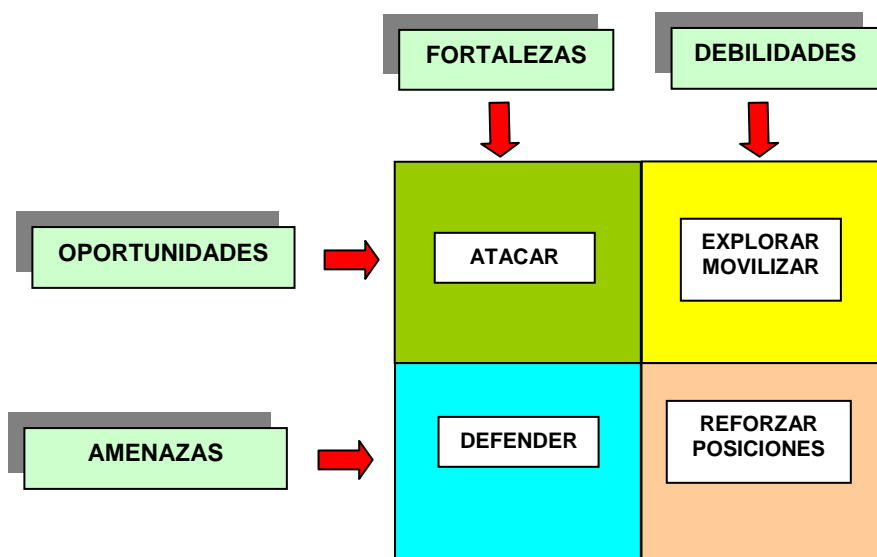 FORTALEZAS
DEBILIDADES
OPORTUNIDADES
ATACAR
EXPLORAR
MOVILIZAR
AMENAZAS
DEFENDER
REFORZAR
POSICIONES